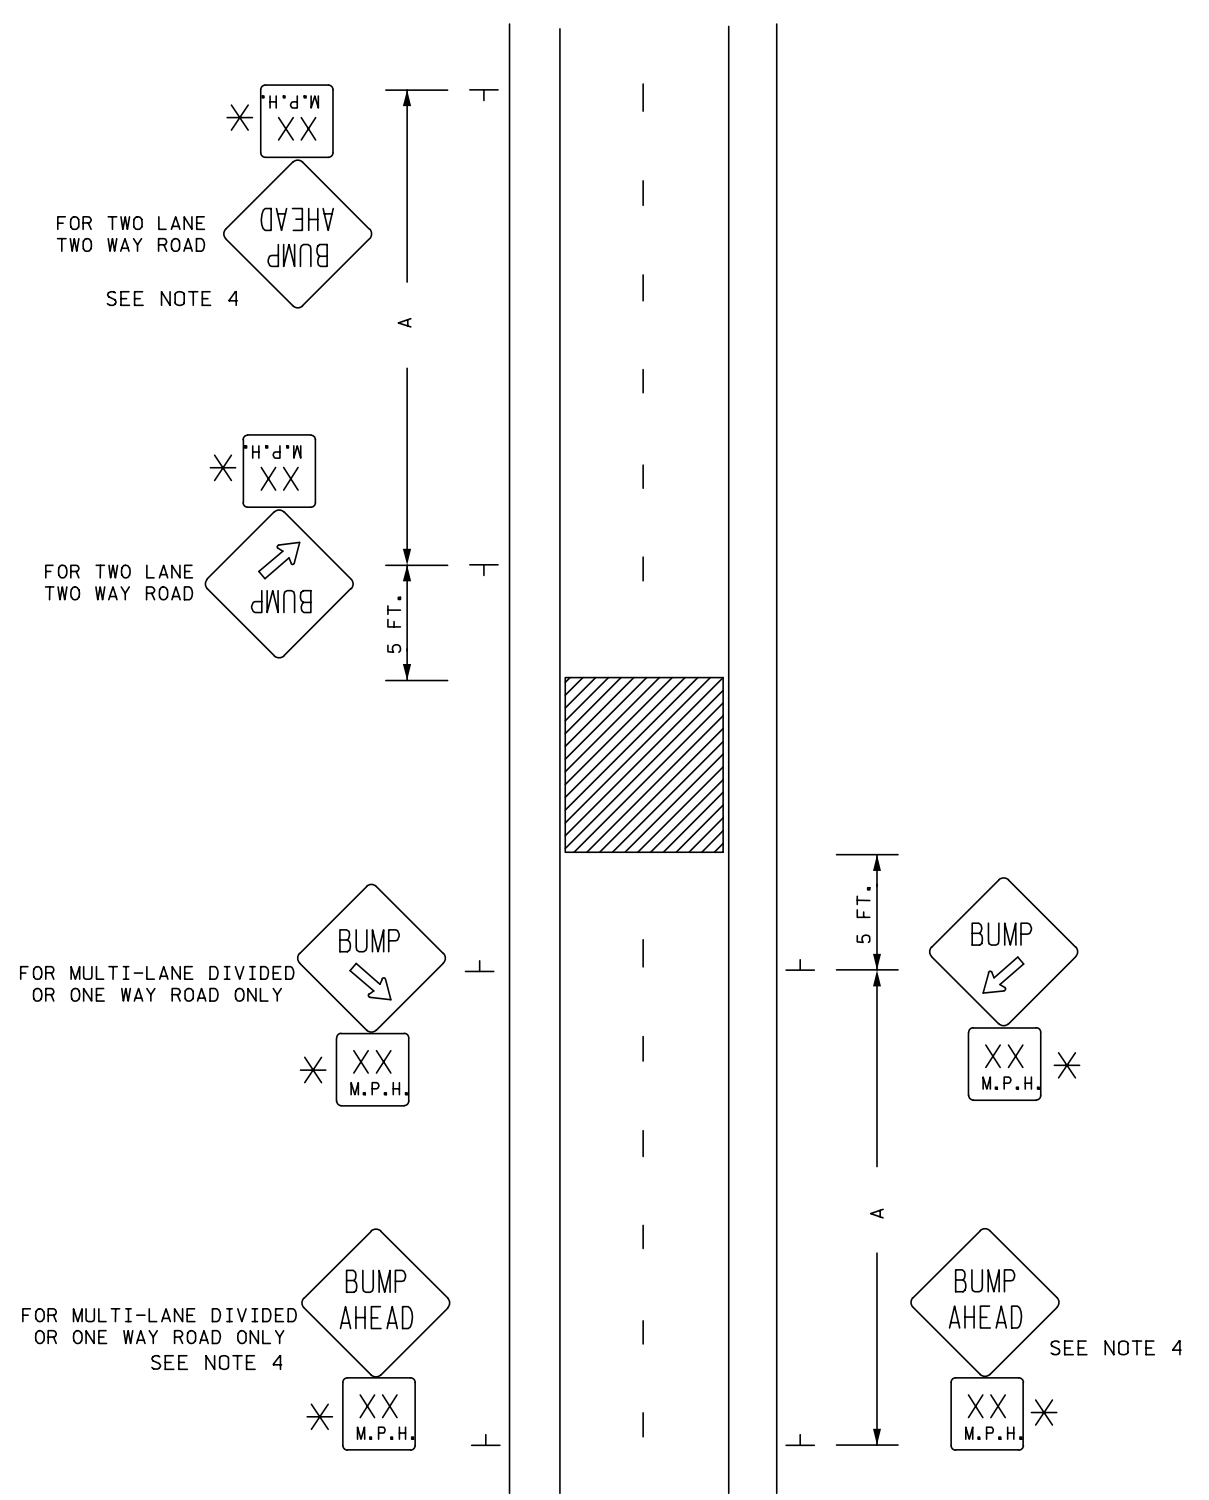 M.P.H.
XX
FOR TWO LANE
TWO WAY ROAD
BUMP
AHEAD
SEE NOTE 4
A
M.P.H.
XX
FOR TWO LANE
TWO WAY ROAD
BUMP
5 FT.
BUMP
FOR MULTI-LANE DIVIDED
OR ONE WAY ROAD ONLY
XX
M.P.H.
5 FT.
BUMP
XX
M.P.H.
A
BUMP
AHEAD
FOR MULTI-LANE DIVIDED
OR ONE WAY ROAD ONLY
SEE NOTE 4
XX
M.P.H.
BUMP
AHEAD
SEE NOTE 4
XX
M.P.H.